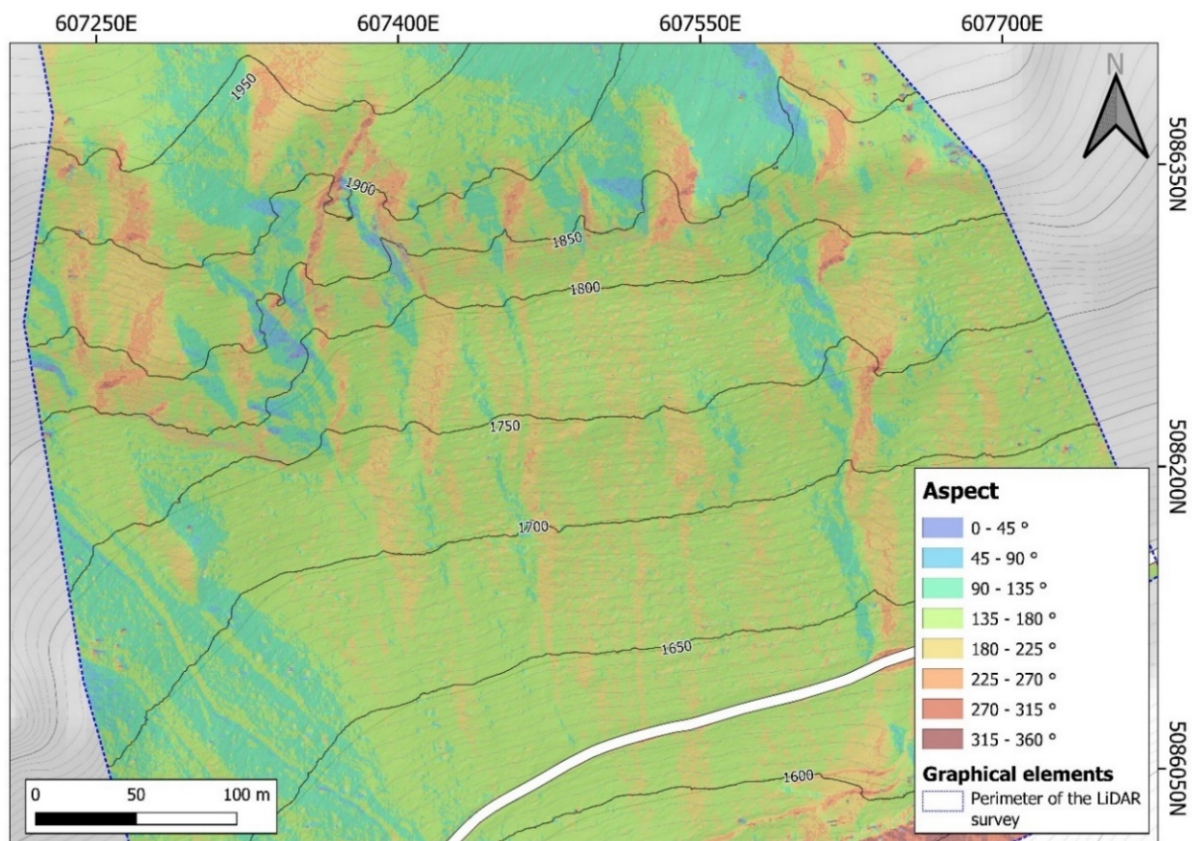 607250E
607400E
607550E
607700E
N
1950
1900
1850
1800
1750
1700
1650
1600
5086350N
5086200N
5086050N
Aspect
0 - 45 °
45 - 90 °
90 - 135 °
135 - 180 °
180 - 225 °
225 - 270 °
270 - 315 °
315 - 360 °
Graphical elements
Perimeter of the LiDAR
survey
0
50
100 m